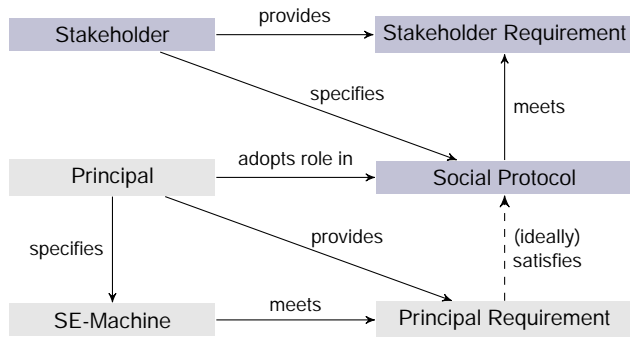 provides
Stakeholder
Stakeholder Requirement
specifies
meets
adopts role in
Principal
Social Protocol
specifies
provides
(ideally)
satisfies
meets
SE-Machine
Principal Requirement